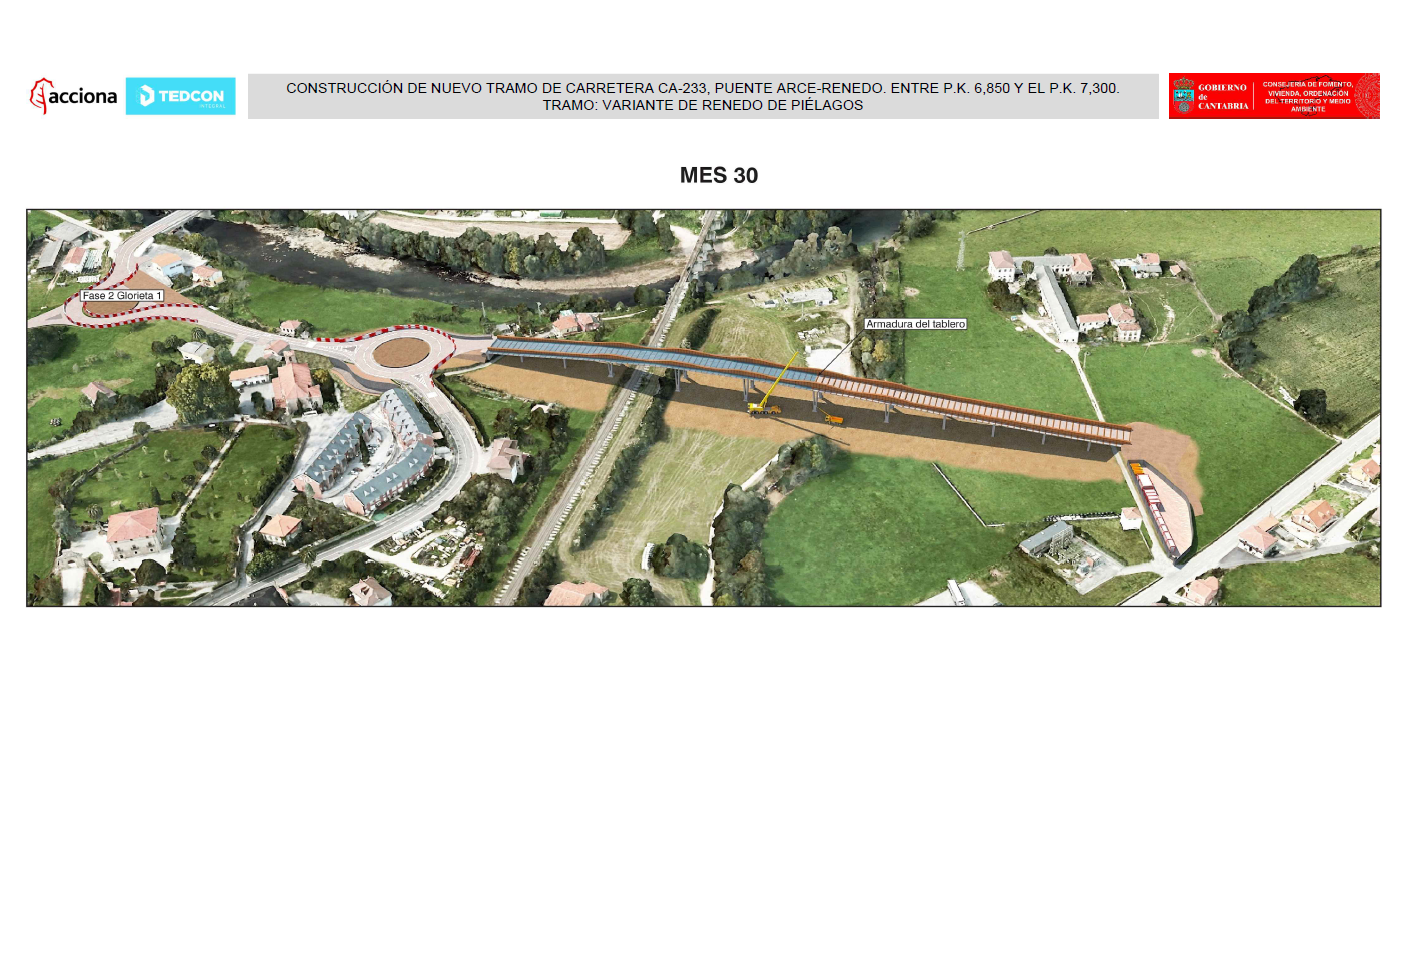 acciona
TEDCON
INTEGRAL
CONSTRUCCIÓN DE NUEVO TRAMO DE CARRETERA CA-233, PUENTE ARCE-RENEDO. ENTRE P.K. 6,850 Y EL P.K. 7,300.
TRAMO: VARIANTE DE RENEDO DE PIÉLAGOS
GOBIERNO
de
CANTABRIA
CONSEJERÍA DE FOMENTO,
VIVIENDA, ORDENACIÓN
DEL TERRITORIO Y MEDIO
AMBIENTE
MES 30
Fase 2 Glorieta 1
Armadura del tablero